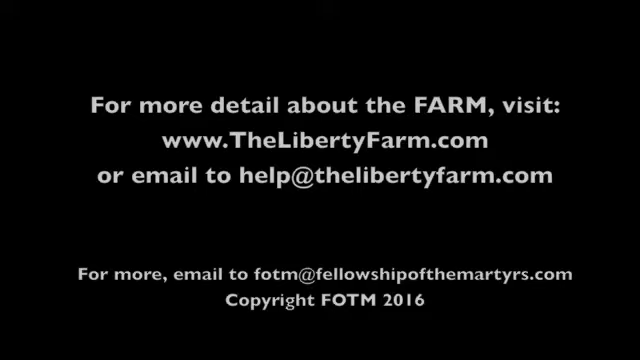 For more detail about the FARM, visit:
www.TheLibertyFarm.com
or email to help@thelibertyfarm.com
For more, email to fotm@fellowshipofthemartyrs.com
Copyright FOTM 2016